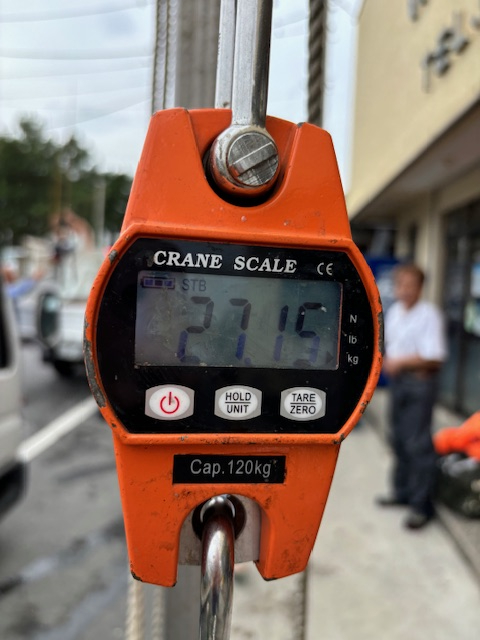 CRANE SCALE CE
STB
27.15
N
lb
kg
HOLD
UNIT
TARE
ZERO
Cap.120kg